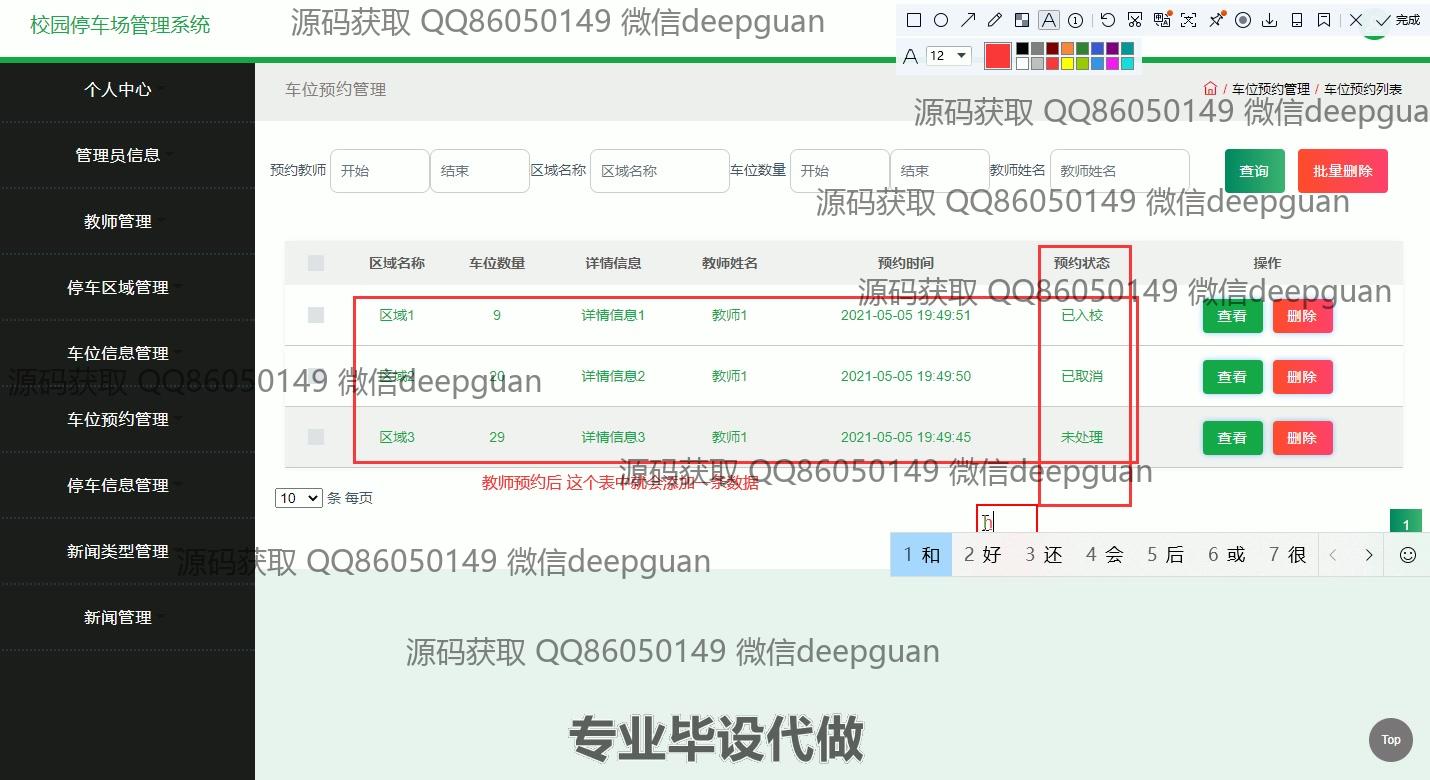 校园停车场管理系统
源码获取 QQ86050149 微信deepguan
完成
A 12
个人中心
管理员信息
教师管理
停车区域管理
车位信息管理
车位预约管理
停车信息管理
新闻类型管理
新闻管理
车位预约管理
/ 车位预约管理 / 车位预约列表
源码获取 QQ86050149 微信deepgua
预约教师 开始 结束 区域名称 区域名称 车位数量 开始 结束 教师姓名 教师姓名 查询 批量删除
源码获取 QQ86050149 微信deepguan
区域名称 车位数量 详情信息 教师姓名 预约时间 预约状态 操作
源码获取 QQ86050149 微信deepguan
区域1 9 详情信息1 教师1 2021-05-05 19:49:51 已入校 查看 删除
区域2 20 详情信息2 教师1 2021-05-05 19:49:50 已取消 查看 删除
源码获取 QQ86050149 微信deepguan
区域3 29 详情信息3 教师1 2021-05-05 19:49:45 未处理 查看 删除
源码获取 QQ86050149 微信deepguan
教师预约后 这个表中就会添加一条数据
10 条 每页
h
1
1 和 2 好 3 还 4 会 5 后 6 或 7 很
源码获取 QQ86050149 微信deepguan
源码获取 QQ86050149 微信deepguan
专业毕设代做
Top